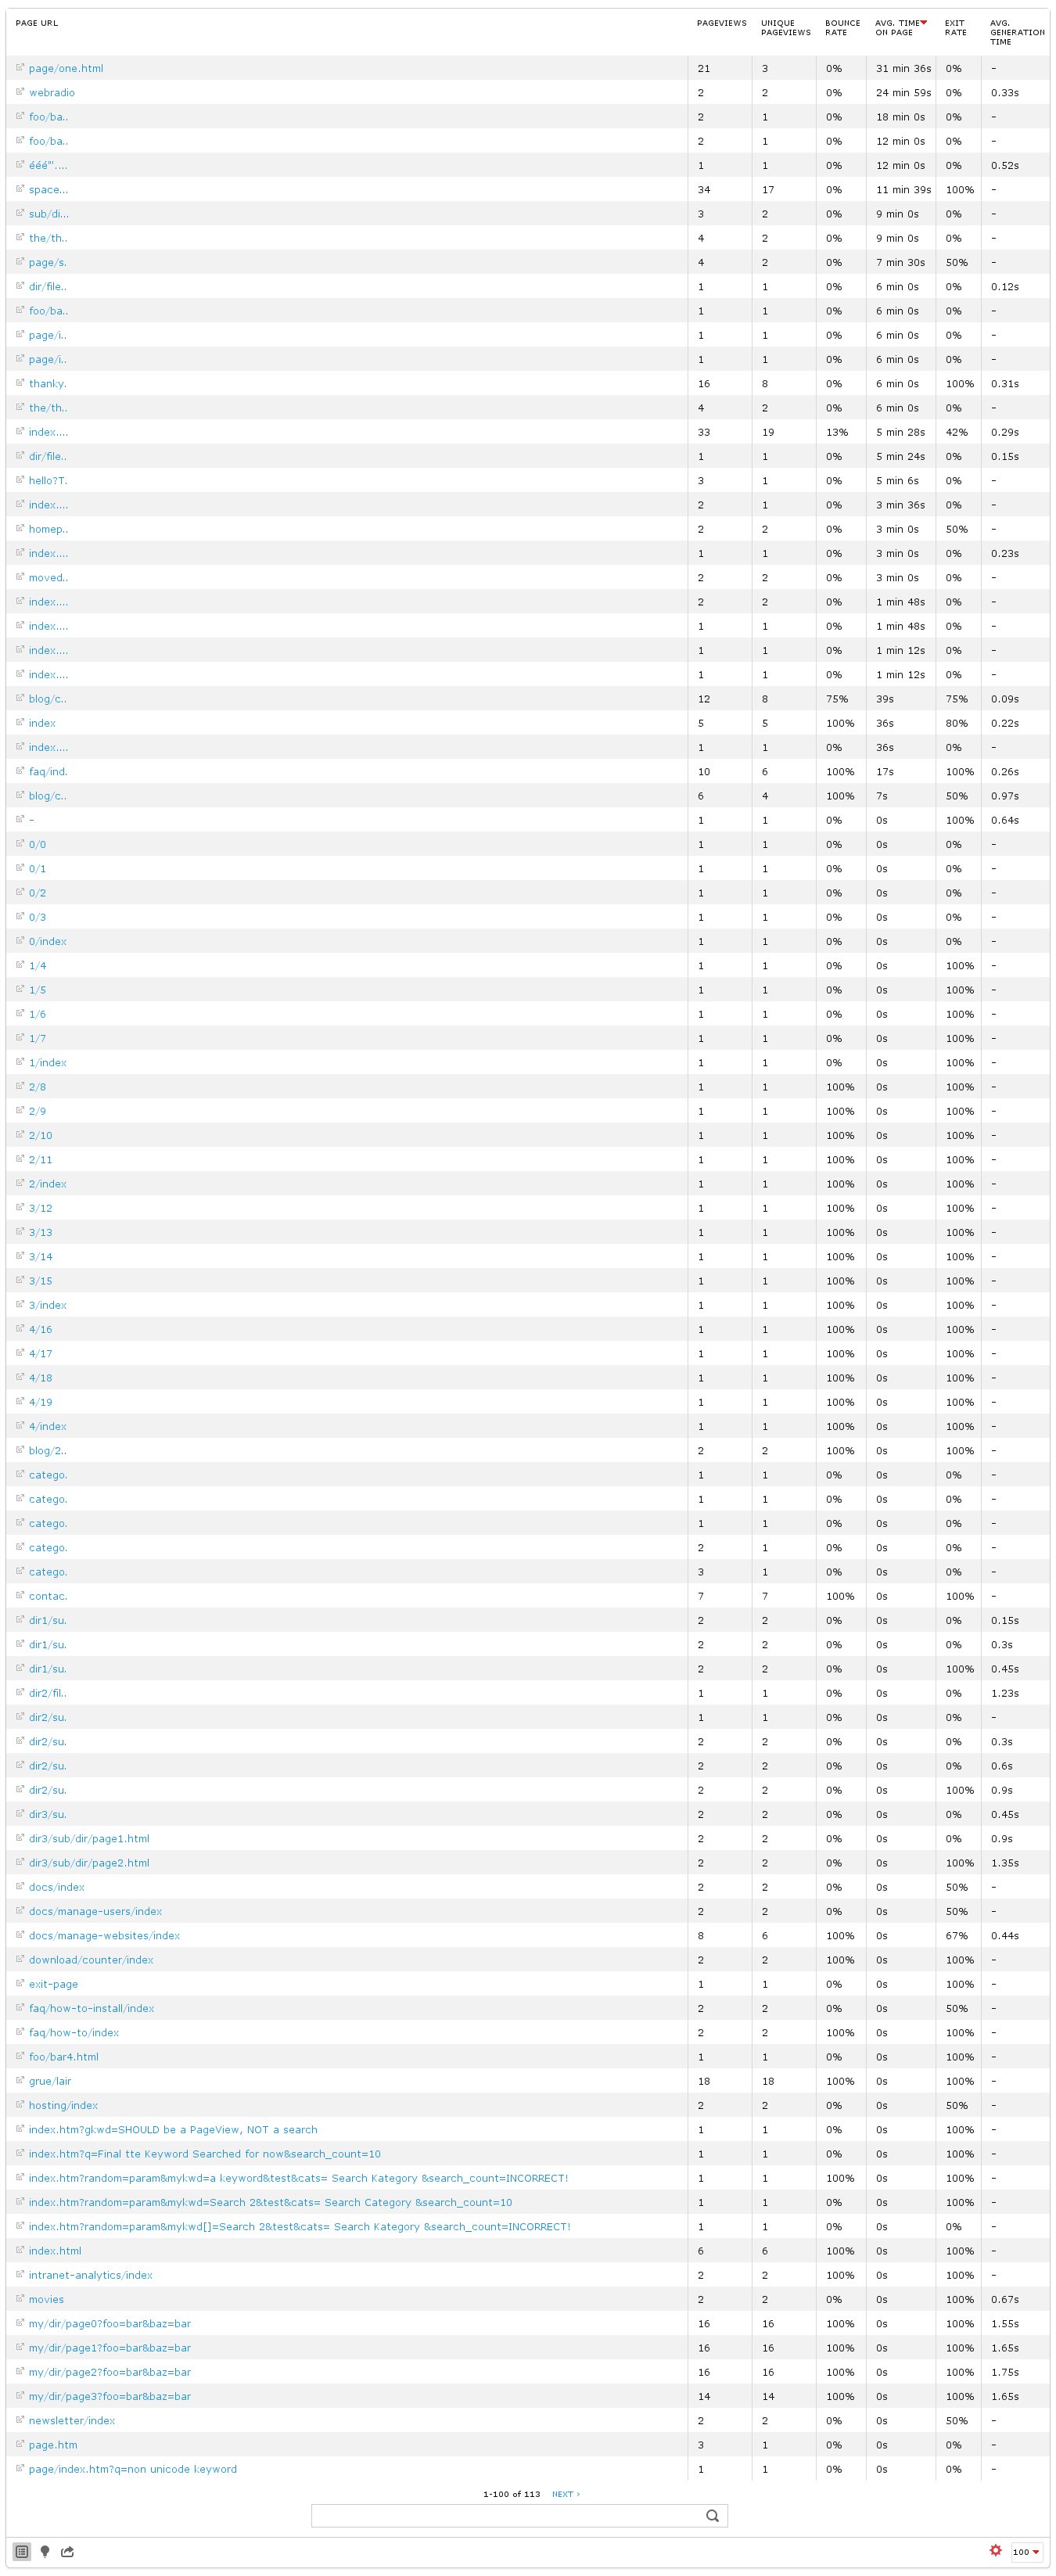 PAGE URL PAGEVIEWS UNIQUE PAGEVIEWS BOUNCE RATE AVG. TIME ON PAGE EXIT RATE AVG. GENERATION TIME
page/one.html 21 3 0% 31 min 36s 0% -
webradio 2 2 0% 24 min 59s 0% 0.33s
foo/ba.. 2 1 0% 18 min 0s 0% -
foo/ba.. 2 1 0% 12 min 0s 0% -
ééé"'.... 1 1 0% 12 min 0s 0% 0.52s
space... 34 17 0% 11 min 39s 100% -
sub/di... 3 2 0% 9 min 0s 0% -
the/th.. 4 2 0% 9 min 0s 0% -
page/s. 4 2 0% 7 min 30s 50% -
dir/file.. 1 1 0% 6 min 0s 0% 0.12s
foo/ba.. 1 1 0% 6 min 0s 0% -
page/i.. 1 1 0% 6 min 0s 0% -
page/i.. 1 1 0% 6 min 0s 0% -
thanky. 16 8 0% 6 min 0s 100% 0.31s
the/th.. 4 2 0% 6 min 0s 0% -
index.... 33 19 13% 5 min 28s 42% 0.29s
dir/file.. 1 1 0% 5 min 24s 0% 0.15s
hello?T. 3 1 0% 5 min 6s 0% -
index.... 2 1 0% 3 min 36s 0% -
homep.. 2 2 0% 3 min 0s 50% -
index.... 1 1 0% 3 min 0s 0% 0.23s
moved.. 2 2 0% 3 min 0s 0% -
index.... 2 2 0% 1 min 48s 0% -
index.... 1 1 0% 1 min 48s 0% -
index.... 1 1 0% 1 min 12s 0% -
index.... 1 1 0% 1 min 12s 0% -
blog/c.. 12 8 75% 39s 75% 0.09s
index 5 5 100% 36s 80% 0.22s
index.... 1 1 0% 36s 0% -
faq/ind. 10 6 100% 17s 100% 0.26s
blog/c.. 6 4 100% 7s 50% 0.97s
- 1 1 0% 0s 100% 0.64s
0/0 1 1 0% 0s 0% -
0/1 1 1 0% 0s 0% -
0/2 1 1 0% 0s 0% -
0/3 1 1 0% 0s 0% -
0/index 1 1 0% 0s 0% -
1/4 1 1 0% 0s 100% -
1/5 1 1 0% 0s 100% -
1/6 1 1 0% 0s 100% -
1/7 1 1 0% 0s 100% -
1/index 1 1 0% 0s 100% -
2/8 1 1 100% 0s 100% -
2/9 1 1 100% 0s 100% -
2/10 1 1 100% 0s 100% -
2/11 1 1 100% 0s 100% -
2/index 1 1 100% 0s 100% -
3/12 1 1 100% 0s 100% -
3/13 1 1 100% 0s 100% -
3/14 1 1 100% 0s 100% -
3/15 1 1 100% 0s 100% -
3/index 1 1 100% 0s 100% -
4/16 1 1 100% 0s 100% -
4/17 1 1 100% 0s 100% -
4/18 1 1 100% 0s 100% -
4/19 1 1 100% 0s 100% -
4/index 1 1 100% 0s 100% -
blog/2.. 2 2 100% 0s 100% -
catego. 1 1 0% 0s 0% -
catego. 1 1 0% 0s 0% -
catego. 1 1 0% 0s 0% -
catego. 2 1 0% 0s 0% -
catego. 3 1 0% 0s 0% -
contac. 7 7 100% 0s 100% -
dir1/su. 2 2 0% 0s 0% 0.15s
dir1/su. 2 2 0% 0s 0% 0.3s
dir1/su. 2 2 0% 0s 100% 0.45s
dir2/fil.. 1 1 0% 0s 0% 1.23s
dir2/su. 1 1 0% 0s 0% -
dir2/su. 2 2 0% 0s 0% 0.3s
dir2/su. 2 2 0% 0s 0% 0.6s
dir2/su. 2 2 0% 0s 100% 0.9s
dir3/su. 2 2 0% 0s 0% 0.45s
dir3/sub/dir/page1.html 2 2 0% 0s 0% 0.9s
dir3/sub/dir/page2.html 2 2 0% 0s 100% 1.35s
docs/index 2 2 0% 0s 50% -
docs/manage-users/index 2 2 0% 0s 50% -
docs/manage-websites/index 8 6 100% 0s 67% 0.44s
download/counter/index 2 2 100% 0s 100% -
exit-page 1 1 0% 0s 100% -
faq/how-to-install/index 2 2 0% 0s 50% -
faq/how-to/index 2 2 100% 0s 100% -
foo/bar4.html 1 1 0% 0s 100% -
grue/lair 18 18 100% 0s 100% -
hosting/index 2 2 0% 0s 50% -
index.htm?gkwd=SHOULD be a PageView, NOT a search 1 1 0% 0s 100% -
index.htm?q=Final tte Keyword Searched for now&search_count=10 1 1 0% 0s 100% -
index.htm?random=param&mykwd=a keyword&test&cats= Search Kategory &search_count=INCORRECT! 1 1 100% 0s 100% -
index.htm?random=param&mykwd=Search 2&test&cats= Search Category &search_count=10 1 1 0% 0s 100% -
index.htm?random=param&mykwd[]=Search 2&test&cats= Search Kategory &search_count=INCORRECT! 1 1 0% 0s 0% -
index.html 6 6 100% 0s 100% -
intranet-analytics/index 2 2 100% 0s 100% -
movies 2 2 0% 0s 100% 0.67s
my/dir/page0?foo=bar&baz=bar 16 16 100% 0s 100% 1.55s
my/dir/page1?foo=bar&baz=bar 16 16 100% 0s 100% 1.65s
my/dir/page2?foo=bar&baz=bar 16 16 100% 0s 100% 1.75s
my/dir/page3?foo=bar&baz=bar 14 14 100% 0s 100% 1.65s
newsletter/index 2 2 0% 0s 50% -
page.htm 3 1 0% 0s 0% -
page/index.htm?q=non unicode keyword 1 1 0% 0s 0% -
1-100 of 113 NEXT ›
100